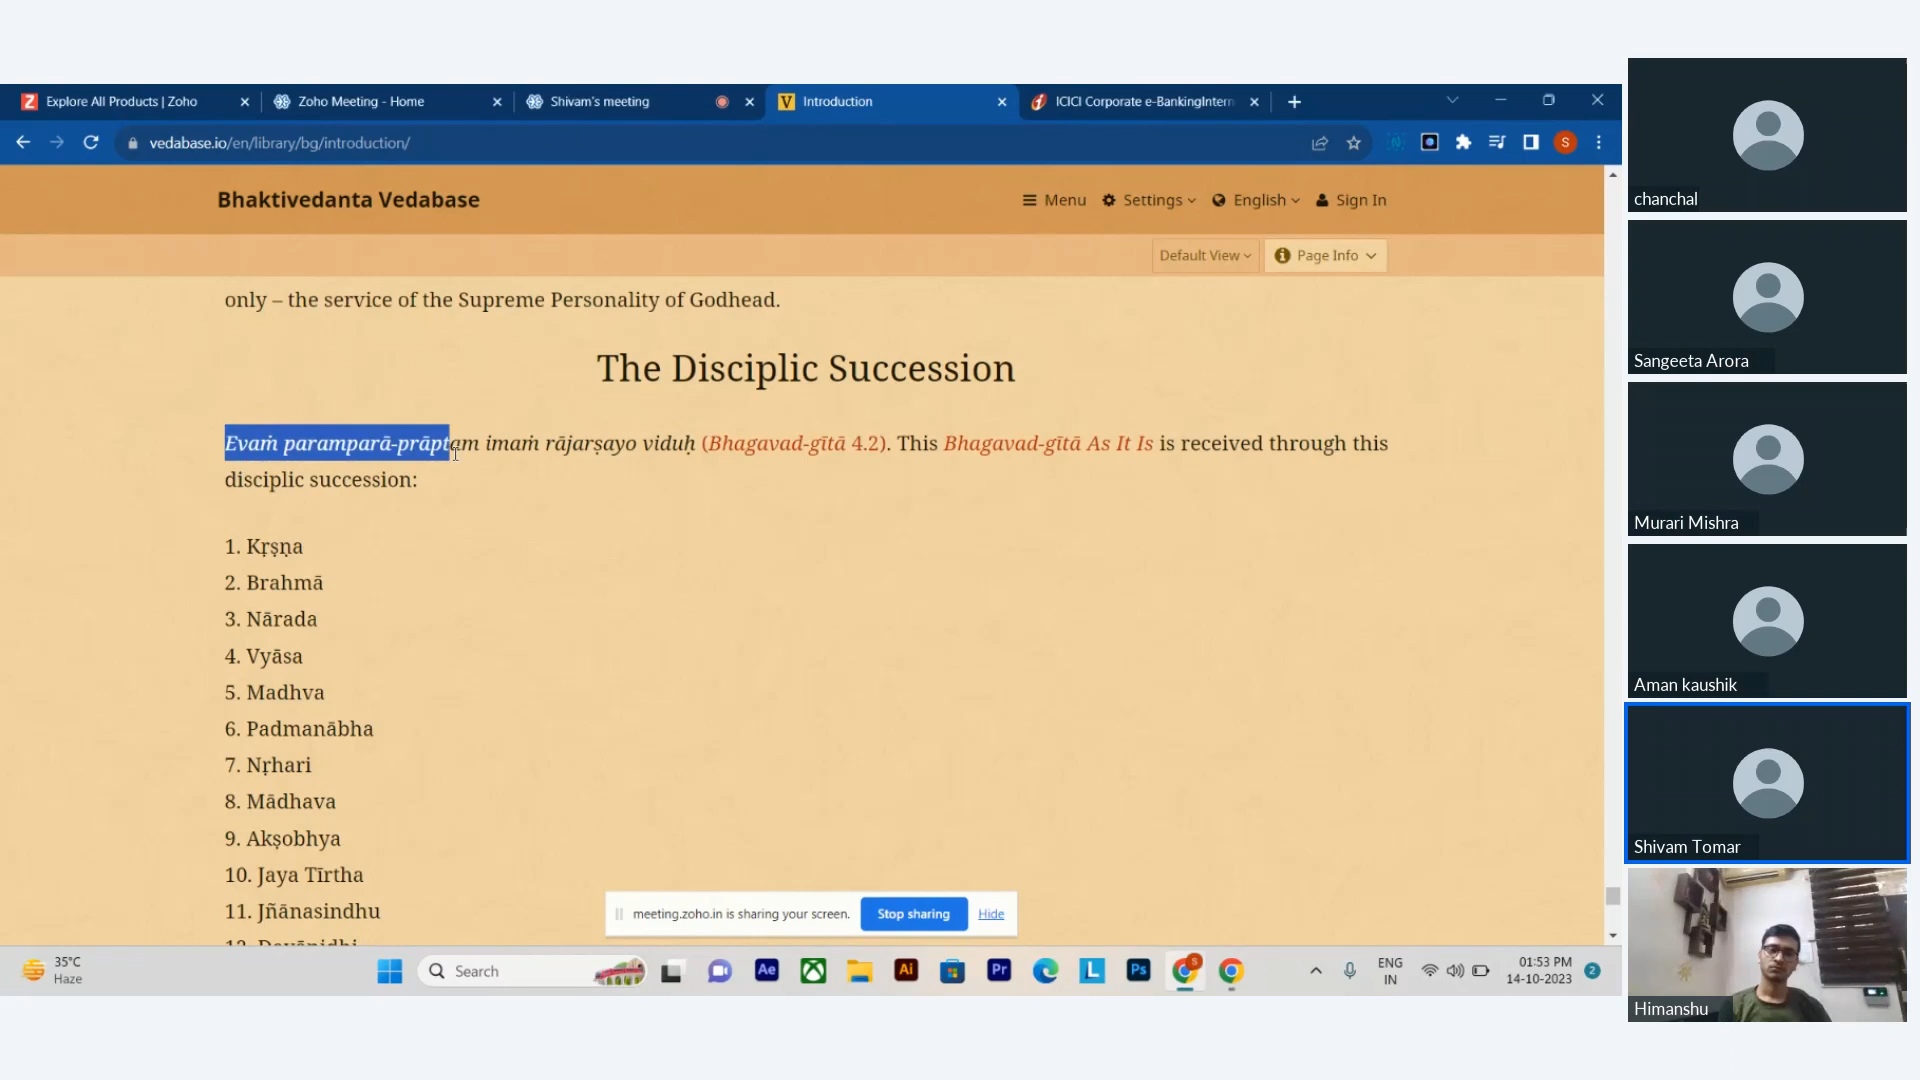 Explore All Products | Zoho
Zoho Meeting - Home
Shivam's meeting
Introduction
ICICI Corporate e-BankingIntern
vedabase.io/en/library/bg/introduction/
S
Bhaktivedanta Vedabase
Menu Settings English Sign In
Default View Page Info
only – the service of the Supreme Personality of Godhead.
The Disciplic Succession
Evaṁ paramparā-prāptam imaṁ rājarṣayo viduḥ (Bhagavad-gītā 4.2). This Bhagavad-gītā As It Is is received through this
disciplic succession:
1. Kṛṣṇa
2. Brahmā
3. Nārada
4. Vyāsa
5. Madhva
6. Padmanābha
7. Nṛhari
8. Mādhava
9. Akṣobhya
10. Jaya Tīrtha
11. Jñānasindhu
meeting.zoho.in is sharing your screen. Stop sharing Hide
35°C
Haze
Search
Ae
Ai
Pr
L
Ps
S
ENG
IN
01:53 PM
14-10-2023
2
chanchal
Sangeeta Arora
Murari Mishra
Aman kaushik
Shivam Tomar
Himanshu